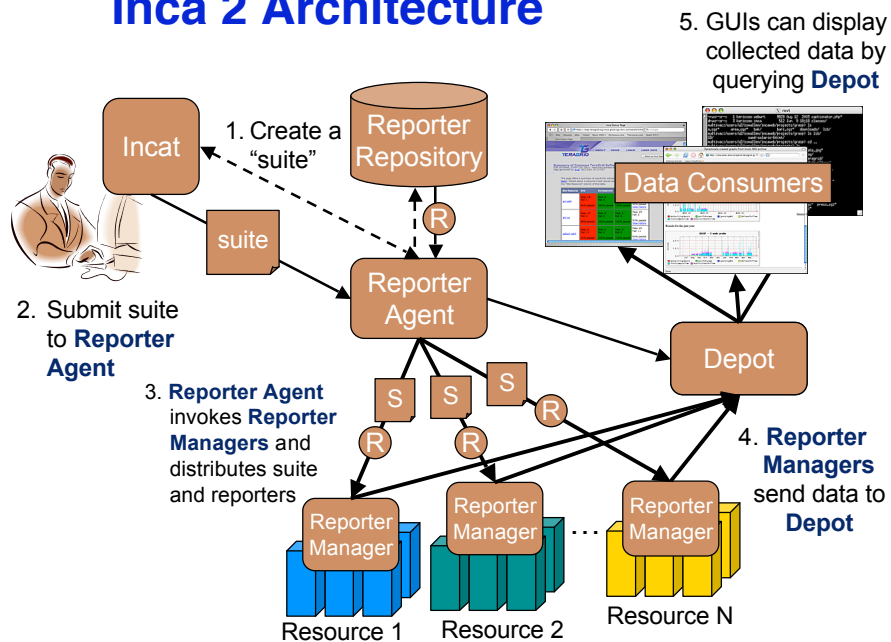 Inca 2 Architecture
5. GUIs can display
collected data by
querying Depot
Incat
1. Create a
“suite”
Reporter
Repository
TERAGRID
Data Consumers
R
suite
Reporter
Agent
2. Submit suite
to Reporter
Agent
Depot
3. Reporter Agent
invokes Reporter
Managers and
distributes suite
and reporters
S
S
S
R
R
R
4. Reporter
Managers
send data to
Depot
Reporter
Manager
Reporter
Manager
...
Reporter
Manager
Resource 1
Resource 2
Resource N